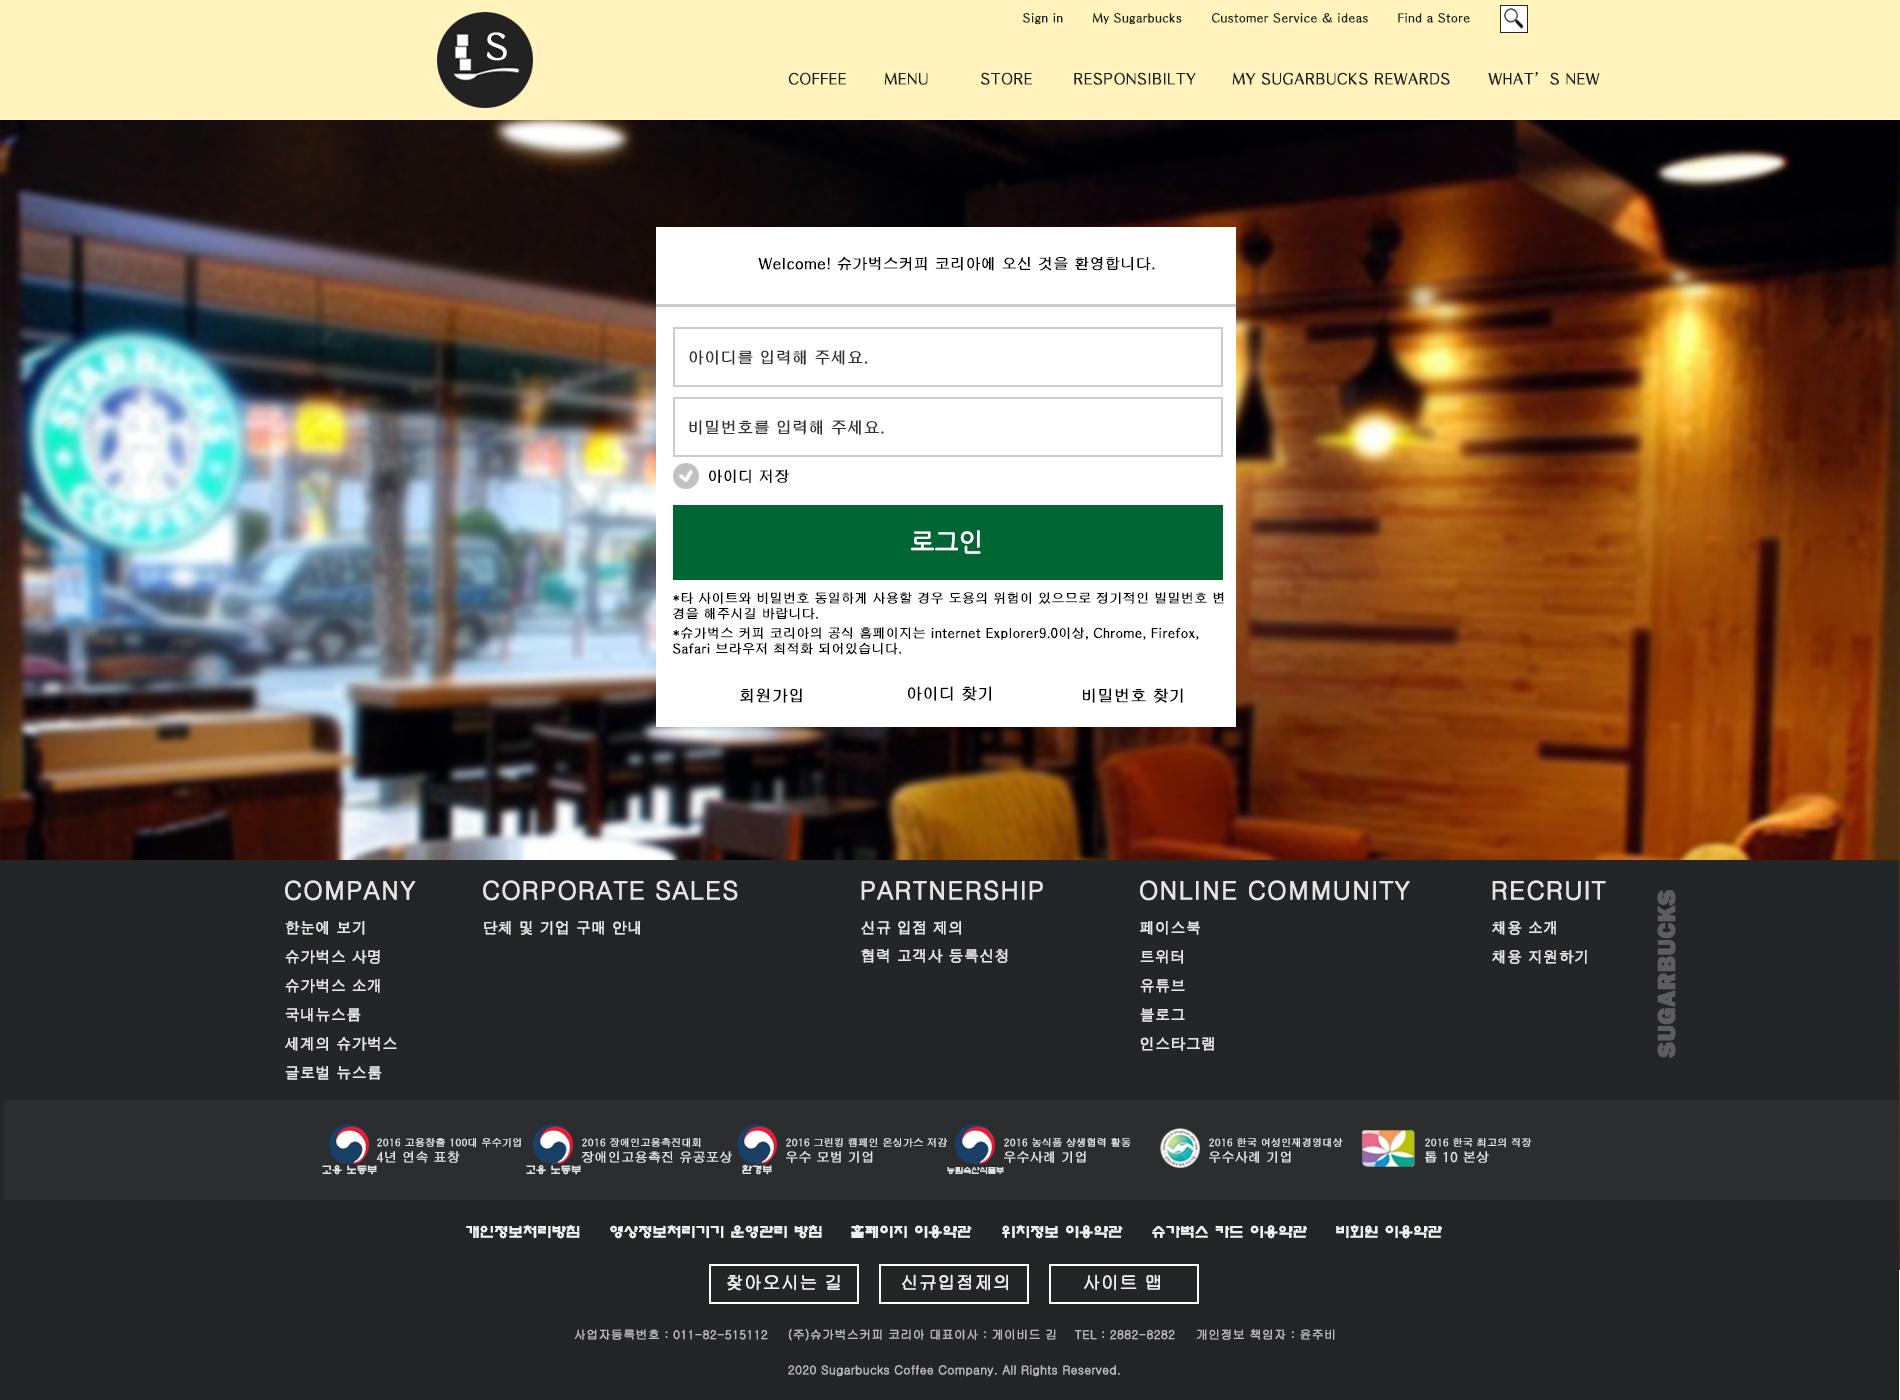 S
Sign in My Sugarbucks Customer Service & ideas Find a Store
COFFEE MENU STORE RESPONSIBILTY MY SUGARBUCKS REWARDS WHAT’S NEW
STARBUCKS
COFFEE
Welcome! 슈가벅스커피 코리아에 오신 것을 환영합니다.
아이디를 입력해 주세요.
비밀번호를 입력해 주세요.
아이디 저장
로그인
*타 사이트와 비밀번호 동일하게 사용할 경우 도용의 위험이 있으므로 정기적인 빌밀번호 변
경을 해주시길 바랍니다.
*슈가벅스 커피 코리아의 공식 홈페이지는 internet Explorer9.0이상, Chrome, Firefox,
Safari 브라우저 최적화 되어있습니다.
회원가입 아이디 찾기 비밀번호 찾기
COMPANY
한눈에 보기
슈가벅스 사명
슈가벅스 소개
국내뉴스룸
세계의 슈가벅스
글로벌 뉴스룸
CORPORATE SALES
단체 및 기업 구매 안내
PARTNERSHIP
신규 입점 제의
협력 고객사 등록신청
ONLINE COMMUNITY
페이스북
트위터
유튜브
블로그
인스타그램
RECRUIT
채용 소개
채용 지원하기
SUGARBUCKS
고용 노동부
2016 고용창출 100대 우수기업
4년 연속 표창
고용 노동부
2016 장애인고용촉진대회
장애인고용촉진 유공포상
환경부
2016 그린킹 캠페인 온싱가스 저감
우수 모범 기업
농림축산식품부
2016 농식품 상생협력 활동
우수사례 기업
2016 한국 여성인재경영대상
우수사례 기업
2016 한국 최고의 직장
톱 10 본상
개인정보처리방침 영상정보처리기기 운영관리 방침 홈페이지 이용약관 위치정보 이용약관 슈가벅스 카드 이용약관 비회원 이용약관
찾아오시는 길 신규입점제의 사이트 맵
사업자등록번호 : 011-82-515112 (주)슈가벅스커피 코리아 대표이사 : 게이비드 김 TEL : 2882-8282 개인정보 책임자 : 윤주비
2020 Sugarbucks Coffee Company. All Rights Reserved.